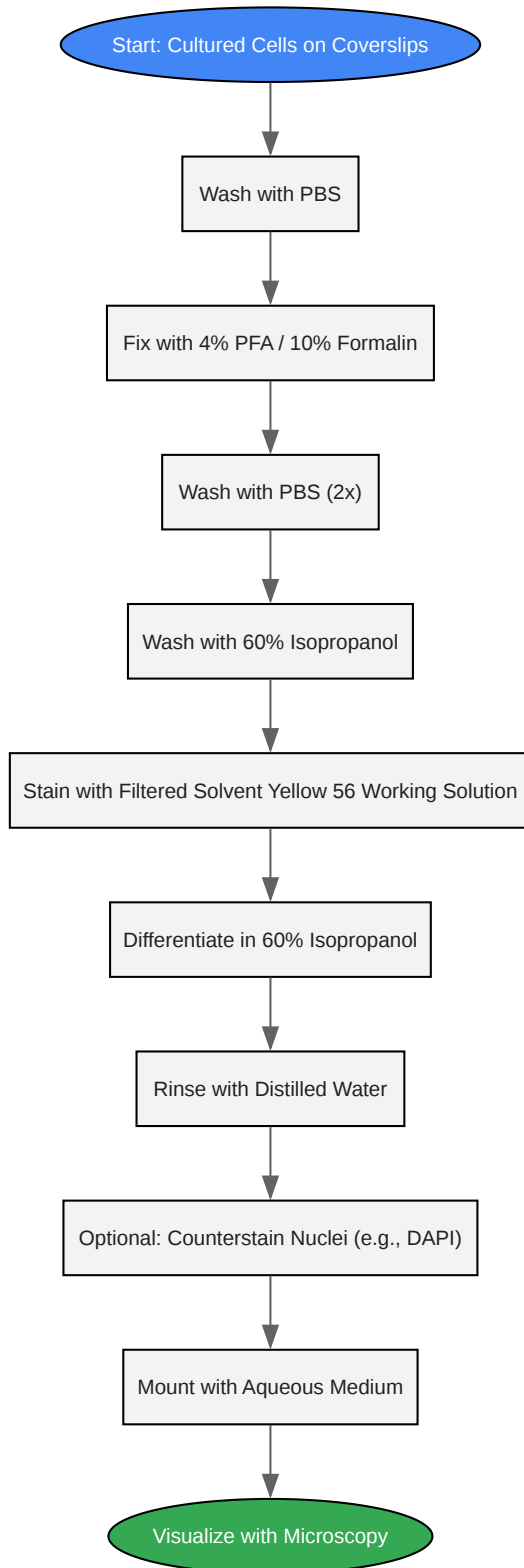 Start: Cultured Cells on Coverslips
Wash with PBS
Fix with 4% PFA / 10% Formalin
Wash with PBS (2x)
Wash with 60% Isopropanol
Stain with Filtered Solvent Yellow 56 Working Solution
Differentiate in 60% Isopropanol
Rinse with Distilled Water
Optional: Counterstain Nuclei (e.g., DAPI)
Mount with Aqueous Medium
Visualize with Microscopy